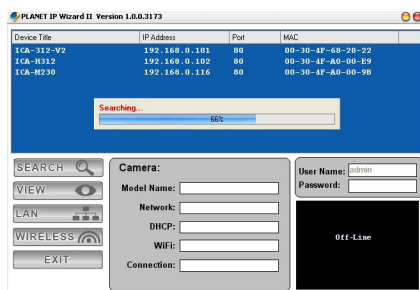 PLANET IP Wizard II Version 1.0.0.3173
Device Title IP Address Port MAC
ICA-312-V2 192.168.0.101 80 00-30-4F-68-28-22
ICA-H312 192.168.0.102 80 00-30-4F-A0-00-E9
ICA-M230 192.168.0.116 80 00-30-4F-A0-00-9B
Searching...
66%
SEARCH
VIEW
LAN
WIRELESS
EXIT
Camera:
Model Name:
Network:
DHCP:
WiFi:
Connection:
User Name: admin
Password:
Off-Line